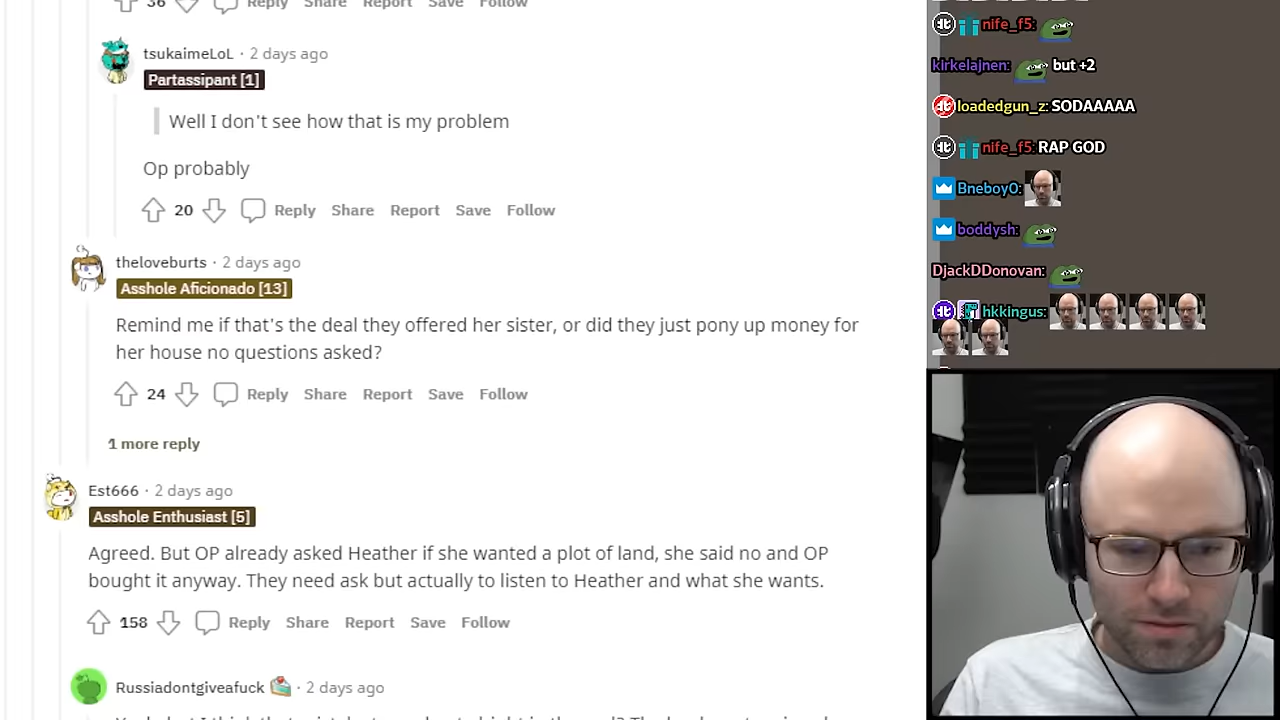 36 Reply Share Report Save Follow
tsukaimeLoL · 2 days ago
Partassipant [1]
Well I don't see how that is my problem
Op probably
20 Reply Share Report Save Follow
theloveburts · 2 days ago
Asshole Aficionado [13]
Remind me if that's the deal they offered her sister, or did they just pony up money for
her house no questions asked?
24 Reply Share Report Save Follow
1 more reply
Est666 · 2 days ago
Asshole Enthusiast [5]
Agreed. But OP already asked Heather if she wanted a plot of land, she said no and OP
bought it anyway. They need ask but actually to listen to Heather and what she wants.
158 Reply Share Report Save Follow
Russiadontgiveafuck · 2 days ago
nife_f5:
kirkelajnen: but +2
loadedgun_z: SODAAAAA
nife_f5: RAP GOD
Bneboy0:
boddysh:
DjackDDonovan:
hkkingus: